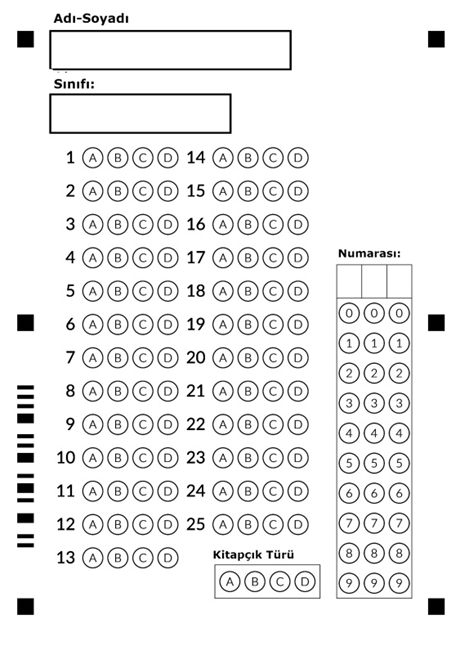 Adı-Soyadı
Sınıfı:
1 A B C D 14 A B C D
2 A B C D 15 A B C D
3 A B C D 16 A B C D
4 A B C D 17 A B C D
5 A B C D 18 A B C D
6 A B C D 19 A B C D
7 A B C D 20 A B C D
8 A B C D 21 A B C D
9 A B C D 22 A B C D
10 A B C D 23 A B C D
11 A B C D 24 A B C D
12 A B C D 25 A B C D
13 A B C D
Kitapçık Türü
A B C D
Numarası:
0 0 0
1 1 1
2 2 2
3 3 3
4 4 4
5 5 5
6 6 6
7 7 7
8 8 8
9 9 9